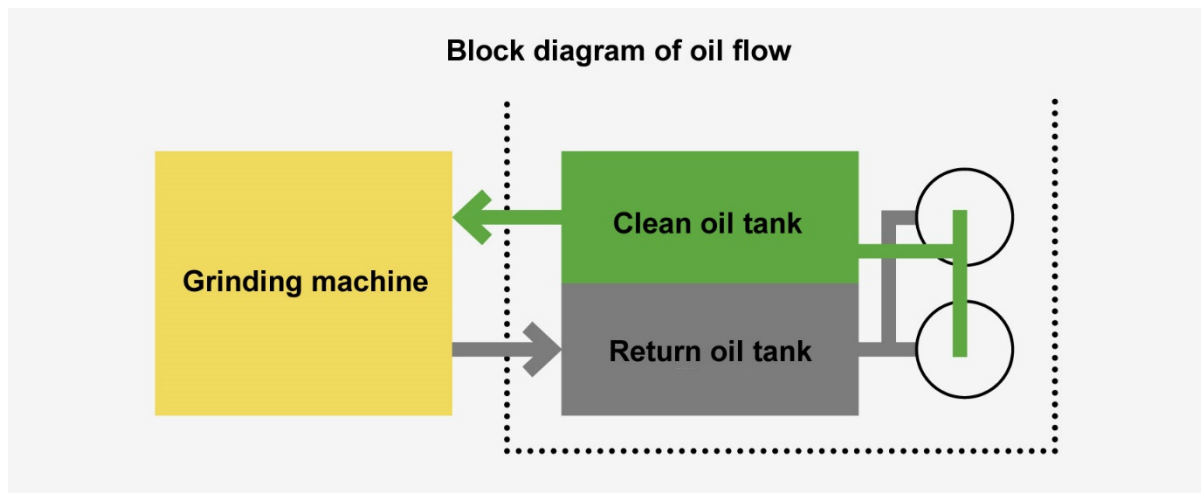 Block diagram of oil flow
Clean oil tank
Grinding machine
Return oil tank